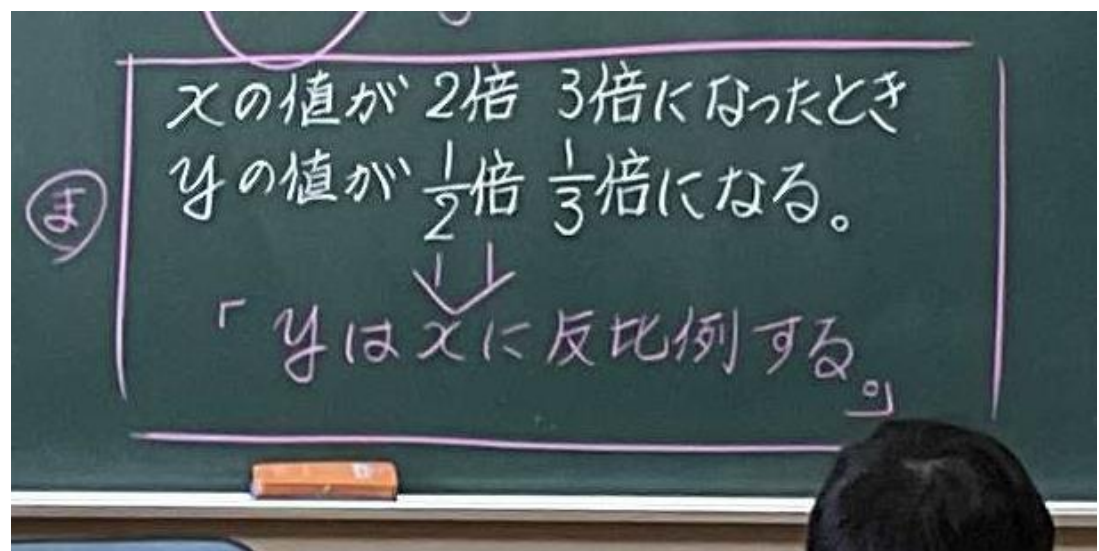 xの値が 2倍 3倍になったとき
yの値が 1/2倍 1/3倍になる。
ま
「yはxに反比例する。」